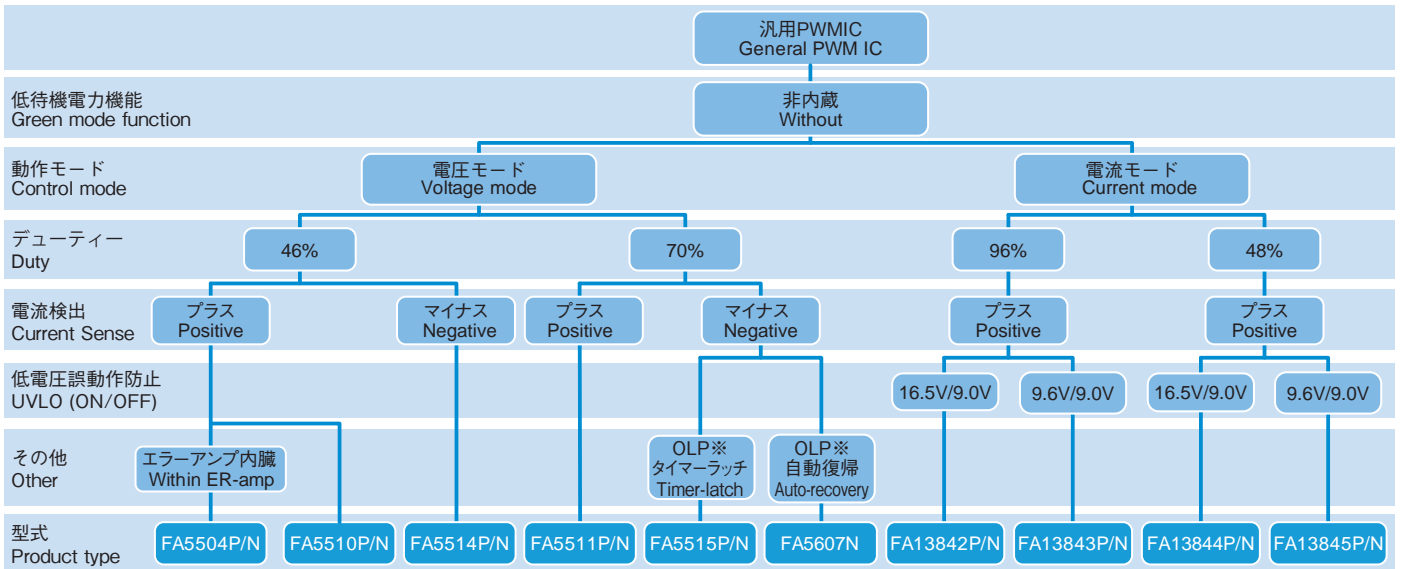 汎用PWMIC
General PWM IC
低待機電力機能
Green mode function
非内蔵
Without
動作モード
Control mode
電圧モード
Voltage mode
電流モード
Current mode
デューティー
Duty
46%
70%
96%
48%
電流検出
Current Sense
プラス
Positive
マイナス
Negative
プラス
Positive
マイナス
Negative
プラス
Positive
プラス
Positive
低電圧誤動作防止
UVLO (ON/OFF)
16.5V/9.0V
9.6V/9.0V
16.5V/9.0V
9.6V/9.0V
その他
Other
エラーアンプ内臓
Within ER-amp
OLP※
タイマーラッチ
Timer-latch
OLP※
自動復帰
Auto-recovery
型式
Product type
FA5504P/N
FA5510P/N
FA5514P/N
FA5511P/N
FA5515P/N
FA5607N
FA13842P/N
FA13843P/N
FA13844P/N
FA13845P/N